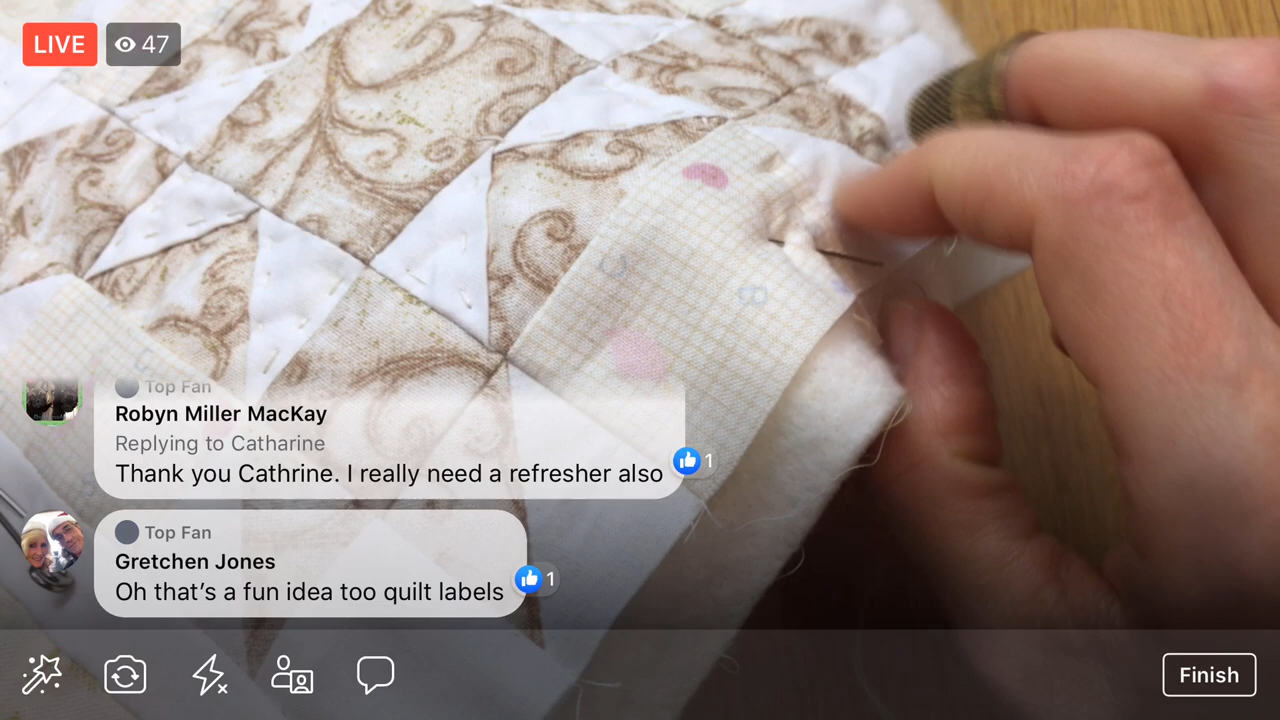 LIVE 47
Top Fan
Robyn Miller MacKay
Replying to Catharine
Thank you Cathrine. I really need a refresher also
1
Top Fan
Gretchen Jones
Oh that's a fun idea too quilt labels
1
Finish